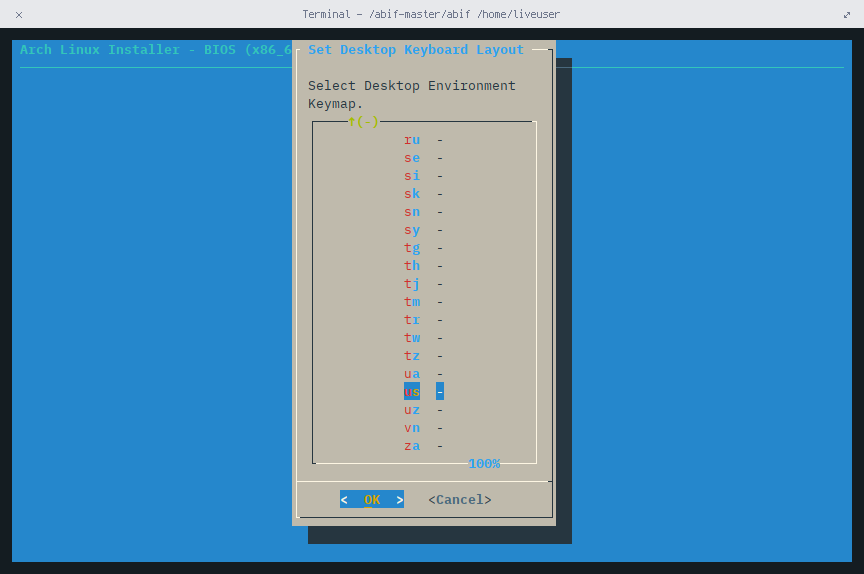 Terminal - /abif-master/abif /home/liveuser
Arch Linux Installer - BIOS (x86_6
Set Desktop Keyboard Layout
Select Desktop Environment
Keymap.
↑(-)
ru -
se -
si -
sk -
sn -
sy -
tg -
th -
tj -
tm -
tr -
tw -
tz -
ua -
us -
uz -
vn -
za -
100%
< OK > <Cancel>